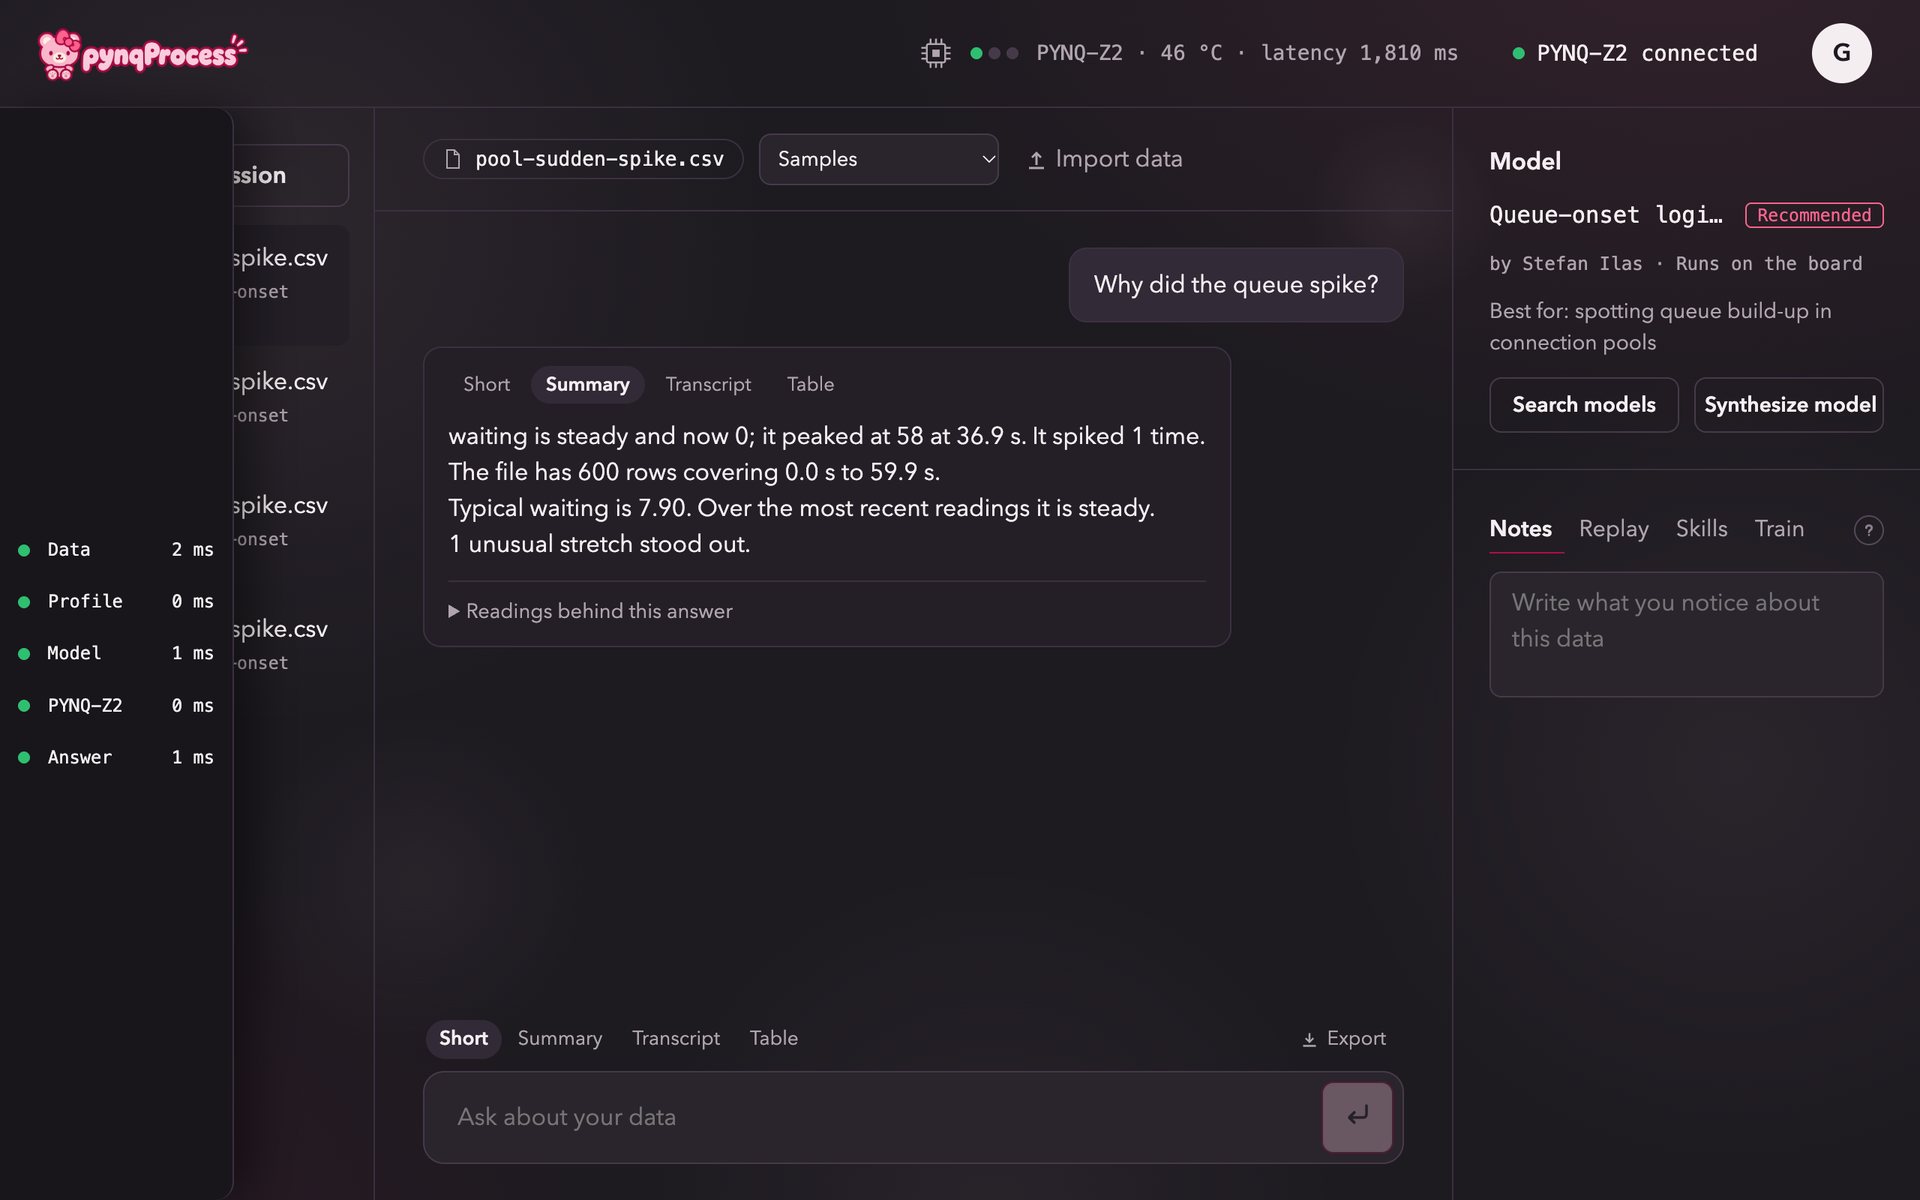 pynqProcess
PYNQ-Z2 · 46 °C · latency 1,810 ms
PYNQ-Z2 connected
G
Data 2 ms
Profile 0 ms
Model 1 ms
PYNQ-Z2 0 ms
Answer 1 ms
ssion
spike.csv
-onset
spike.csv
-onset
spike.csv
-onset
spike.csv
-onset
pool-sudden-spike.csv
Samples
Import data
Why did the queue spike?
Short Summary Transcript Table
waiting is steady and now 0; it peaked at 58 at 36.9 s. It spiked 1 time.
The file has 600 rows covering 0.0 s to 59.9 s.
Typical waiting is 7.90. Over the most recent readings it is steady.
1 unusual stretch stood out.
Readings behind this answer
Short Summary Transcript Table
Export
Ask about your data
Model
Queue-onset logi… Recommended
by Stefan Ilas · Runs on the board
Best for: spotting queue build-up in
connection pools
Search models Synthesize model
Notes Replay Skills Train ?
Write what you notice about
this data